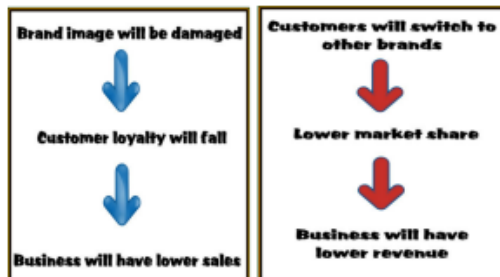 Brand image will be damaged
Customer loyalty will fall
Business will have lower sales
Customers will switch to
other brands
Lower market share
Business will have
lower revenue